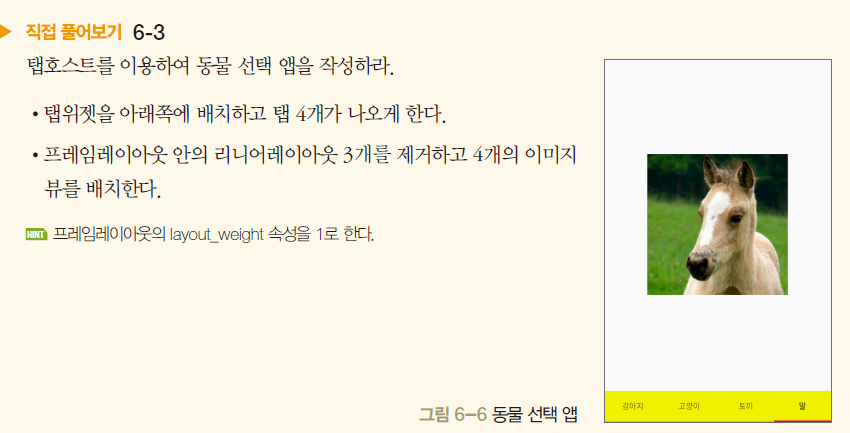 직접 풀어보기 6-3
탭호스트를 이용하여 동물 선택 앱을 작성하라.
• 탭위젯을 아래쪽에 배치하고 탭 4개가 나오게 한다.
• 프레임레이아웃 안의 리니어레이아웃 3개를 제거하고 4개의 이미지
뷰를 배치한다.
HINT 프레임레이아웃의 layout_weight 속성을 1로 한다.
강아지 고양이 토끼 말
그림 6-6 동물 선택 앱